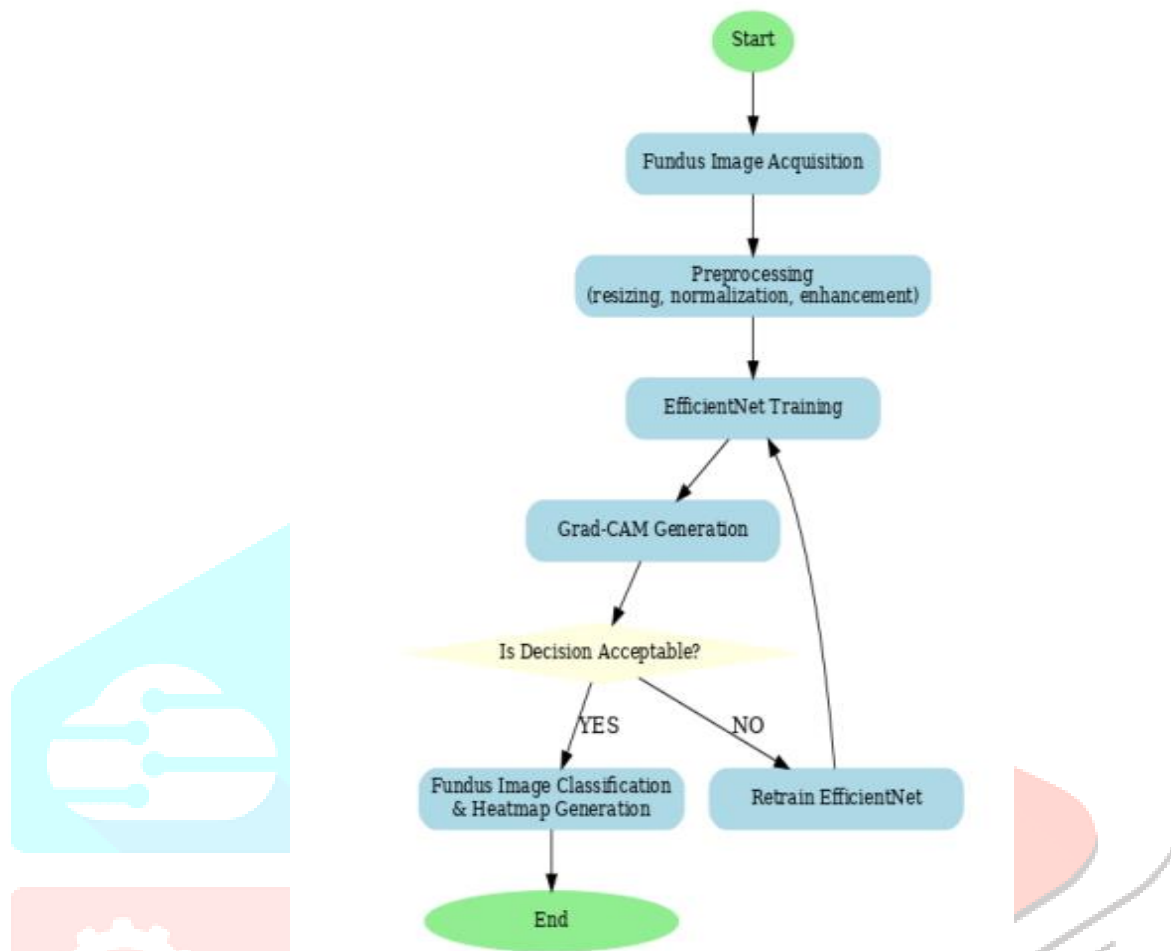 Start
Fundus Image Acquisition
Preprocessing
(resizing, normalization, enhancement)
EfficientNet Training
Grad-CAM Generation
Is Decision Acceptable?
YES
NO
Fundus Image Classification
& Heatmap Generation
Retrain EfficientNet
End